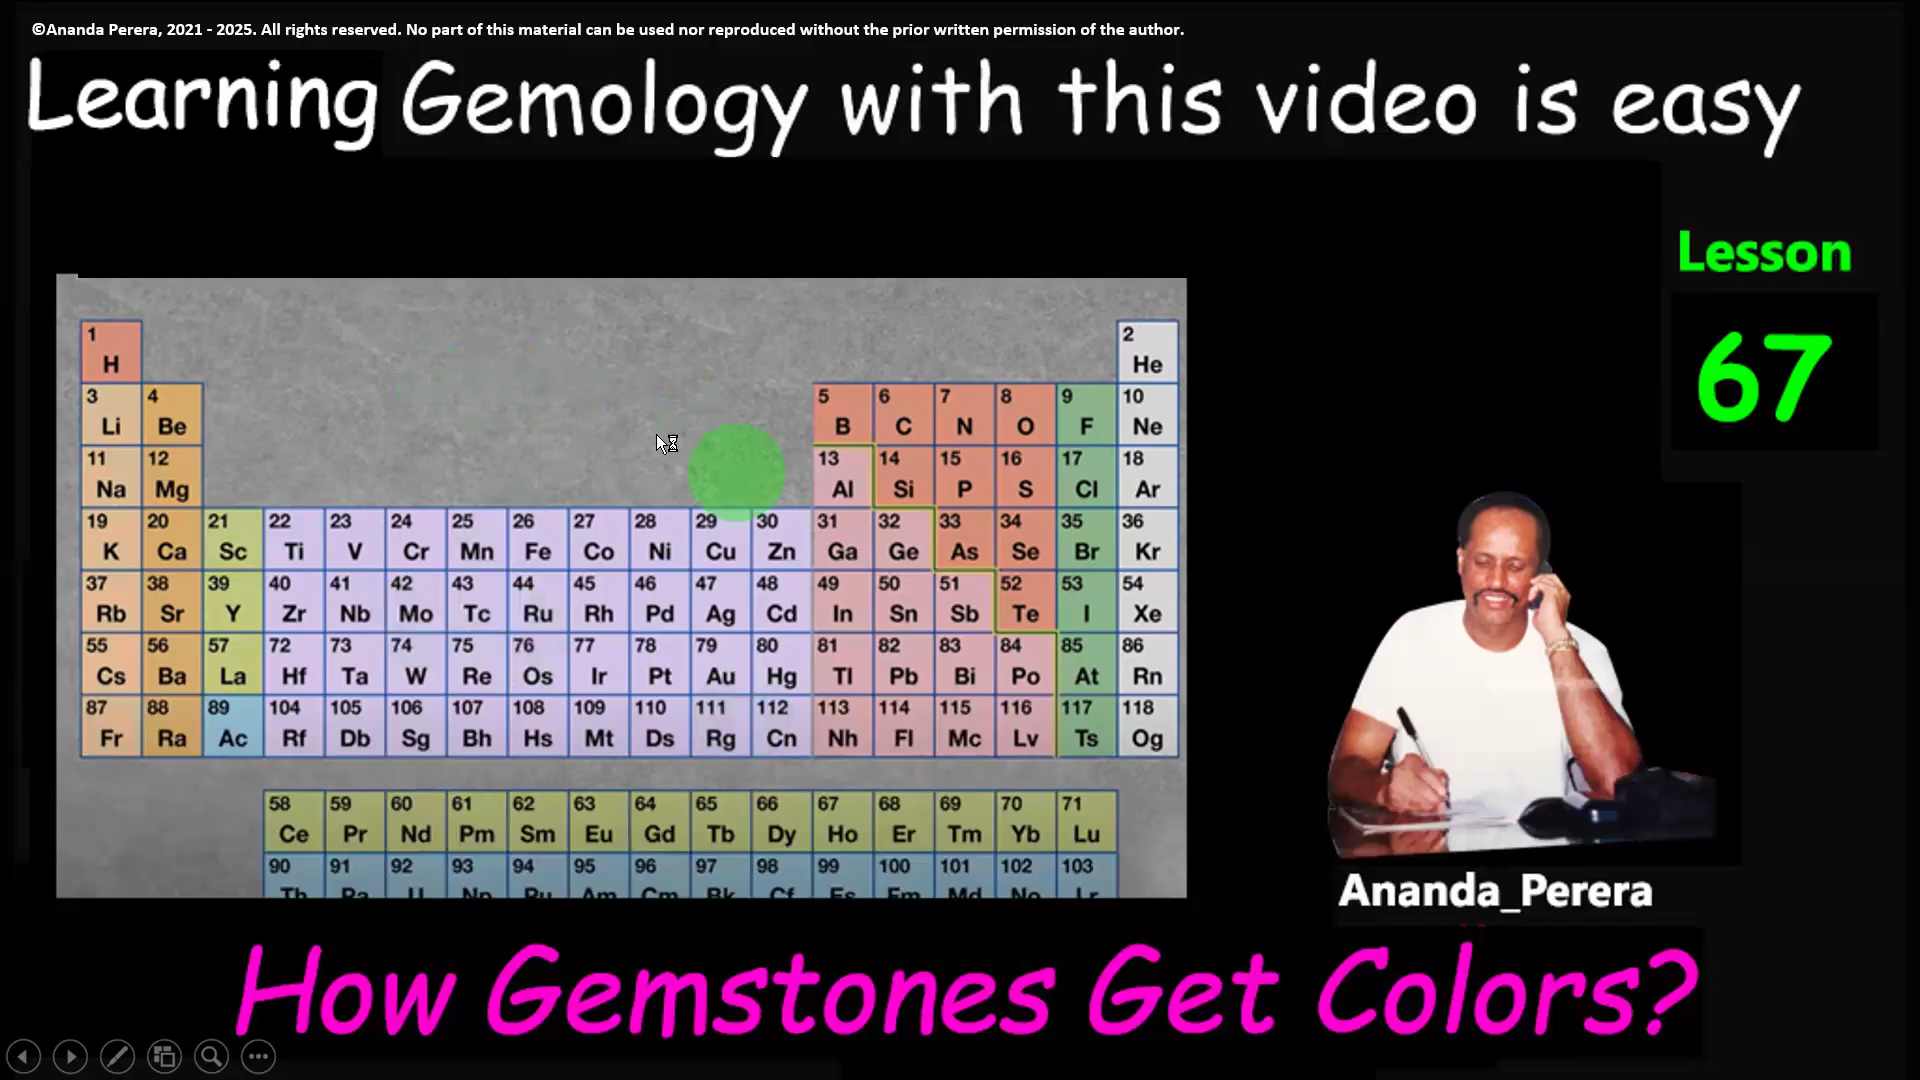 ©Ananda Perera, 2021 - 2025. All rights reserved. No part of this material can be used nor reproduced without the prior written permission of the author.
Learning Gemology with this video is easy
Lesson
67
1 2
H He
3 4 5 6 7 8 9 10
Li Be B C N O F Ne
11 12 13 14 15 16 17 18
Na Mg Al Si P S Cl Ar
19 20 21 22 23 24 25 26 27 28 29 30 31 32 33 34 35 36
K Ca Sc Ti V Cr Mn Fe Co Ni Cu Zn Ga Ge As Se Br Kr
37 38 39 40 41 42 43 44 45 46 47 48 49 50 51 52 53 54
Rb Sr Y Zr Nb Mo Tc Ru Rh Pd Ag Cd In Sn Sb Te I Xe
55 56 57 72 73 74 75 76 77 78 79 80 81 82 83 84 85 86
Cs Ba La Hf Ta W Re Os Ir Pt Au Hg Tl Pb Bi Po At Rn
87 88 89 104 105 106 107 108 109 110 111 112 113 114 115 116 117 118
Fr Ra Ac Rf Db Sg Bh Hs Mt Ds Rg Cn Nh Fl Mc Lv Ts Og
58 59 60 61 62 63 64 65 66 67 68 69 70 71
Ce Pr Nd Pm Sm Eu Gd Tb Dy Ho Er Tm Yb Lu
90 91 92 93 94 95 96 97 98 99 100 101 102 103
Th Pa U Np Pu Am Cm Bk Cf Es Fm Md No Lr
Ananda_Perera
How Gemstones Get Colors?